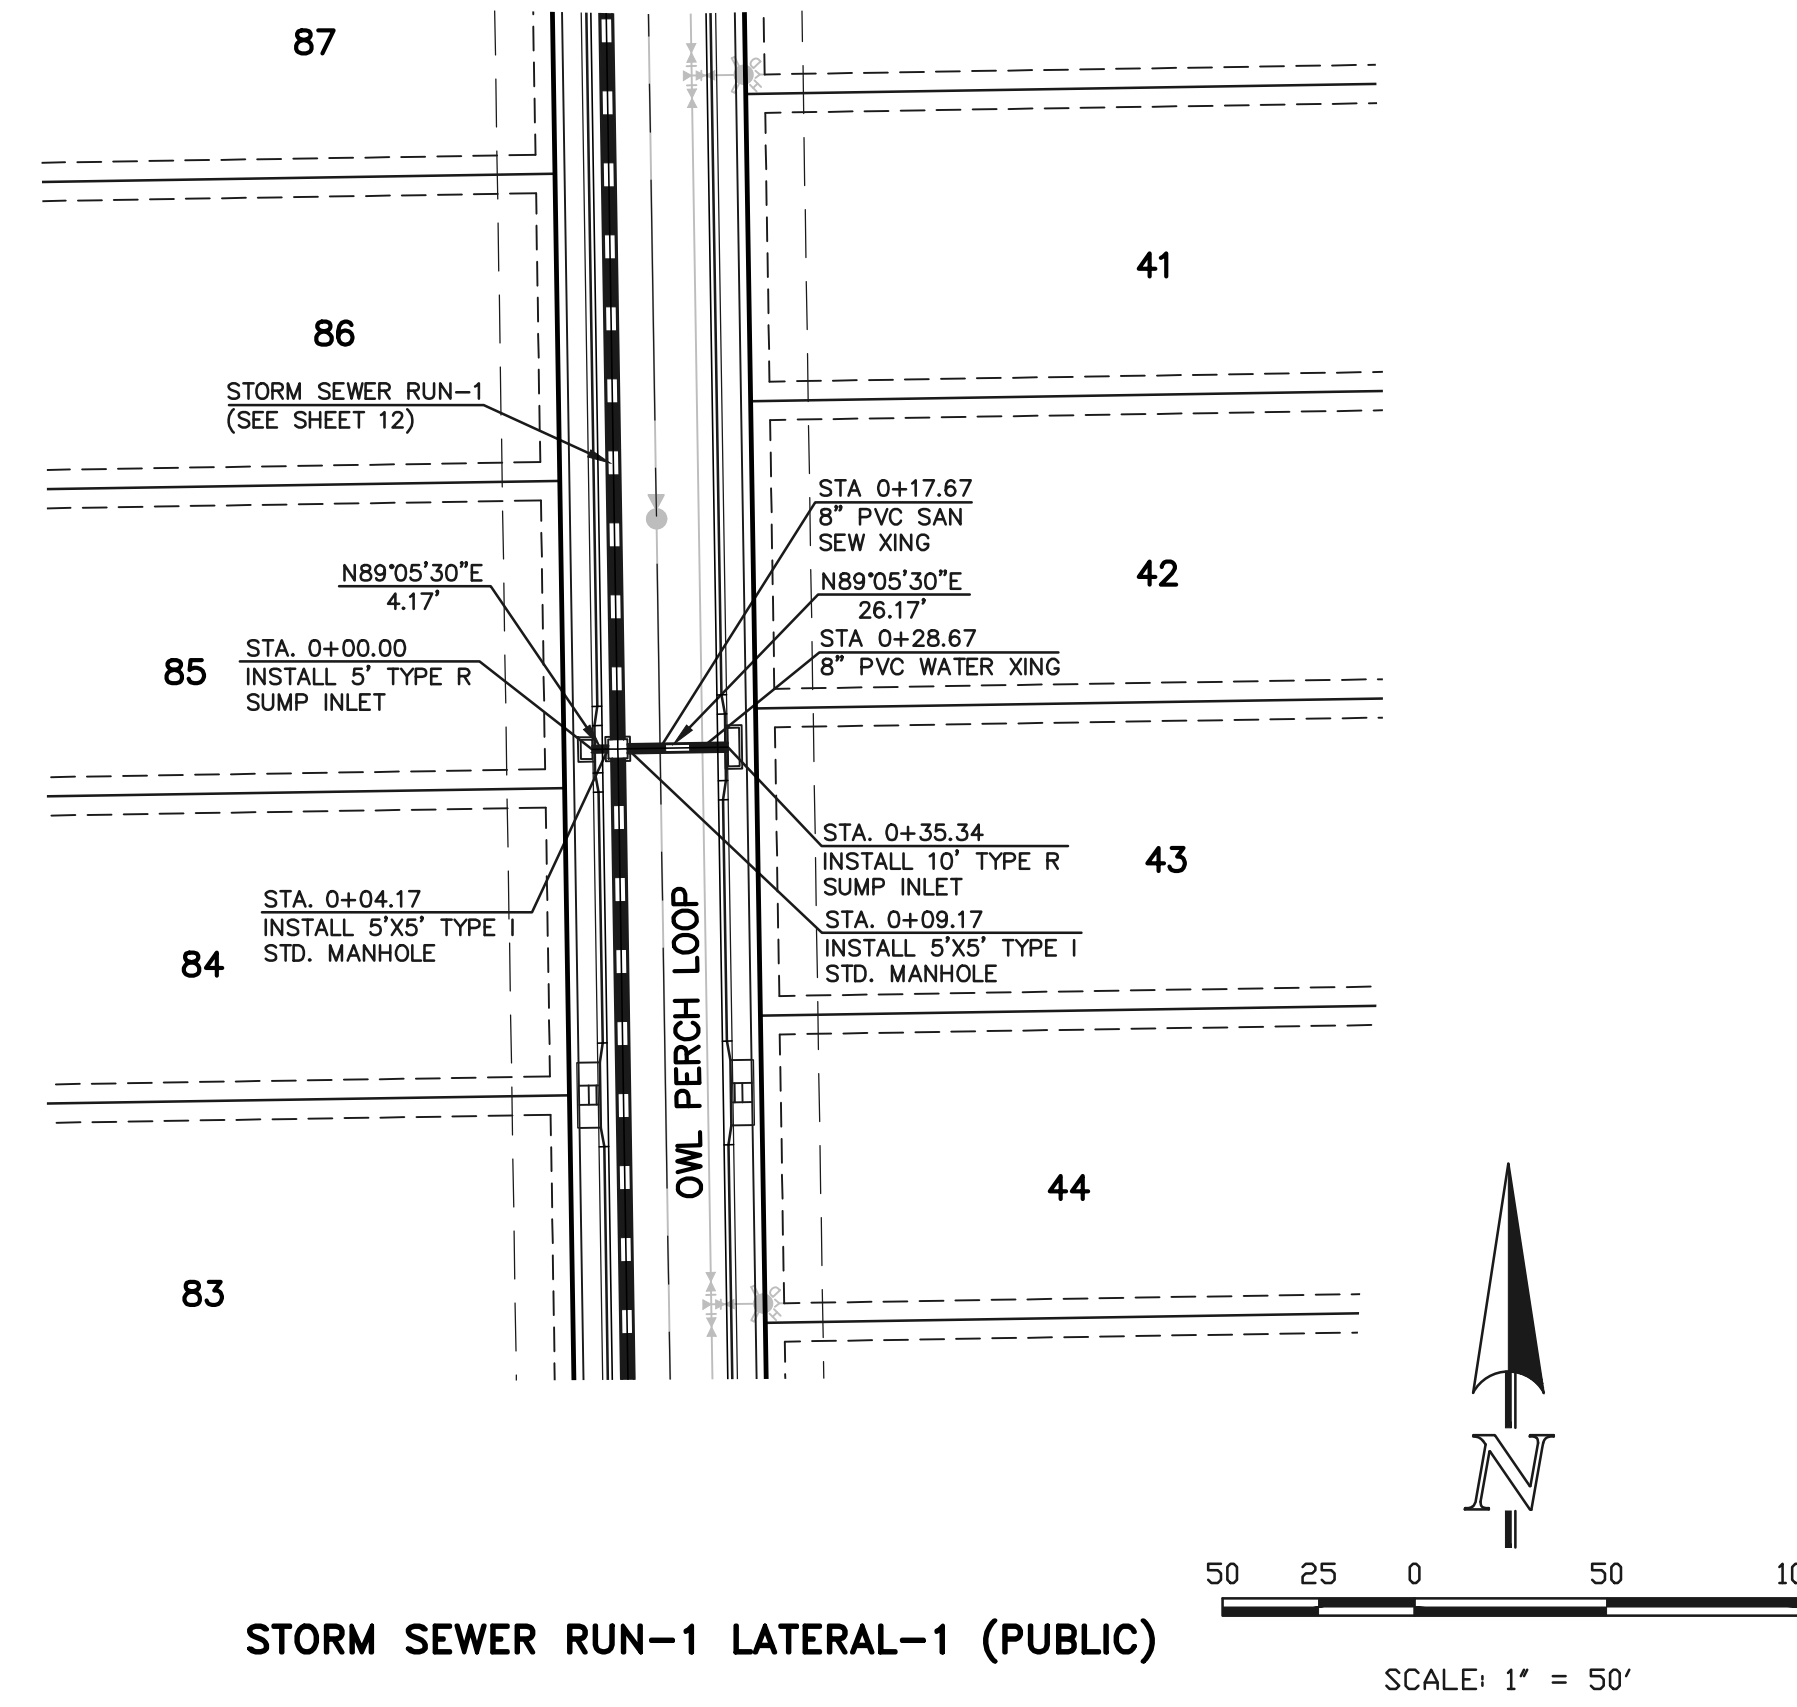 87
41
86
STORM SEWER RUN-1
(SEE SHEET 12)
STA 0+17.67
8" PVC SAN
SEW XING
N89°05'30"E
4.17'
N89°05'30"E
26.17'
42
STA 0+28.67
8" PVC WATER XING
85
STA. 0+00.00
INSTALL 5' TYPE R
SUMP INLET
STA. 0+35.34
INSTALL 10' TYPE R
SUMP INLET
43
STA. 0+04.17
INSTALL 5'X5' TYPE I
STD. MANHOLE
STA. 0+09.17
INSTALL 5'X5' TYPE I
STD. MANHOLE
84
OWL PERCH LOOP
44
83
N
50 25 0 50
STORM SEWER RUN-1 LATERAL-1 (PUBLIC)
SCALE: 1" = 50'